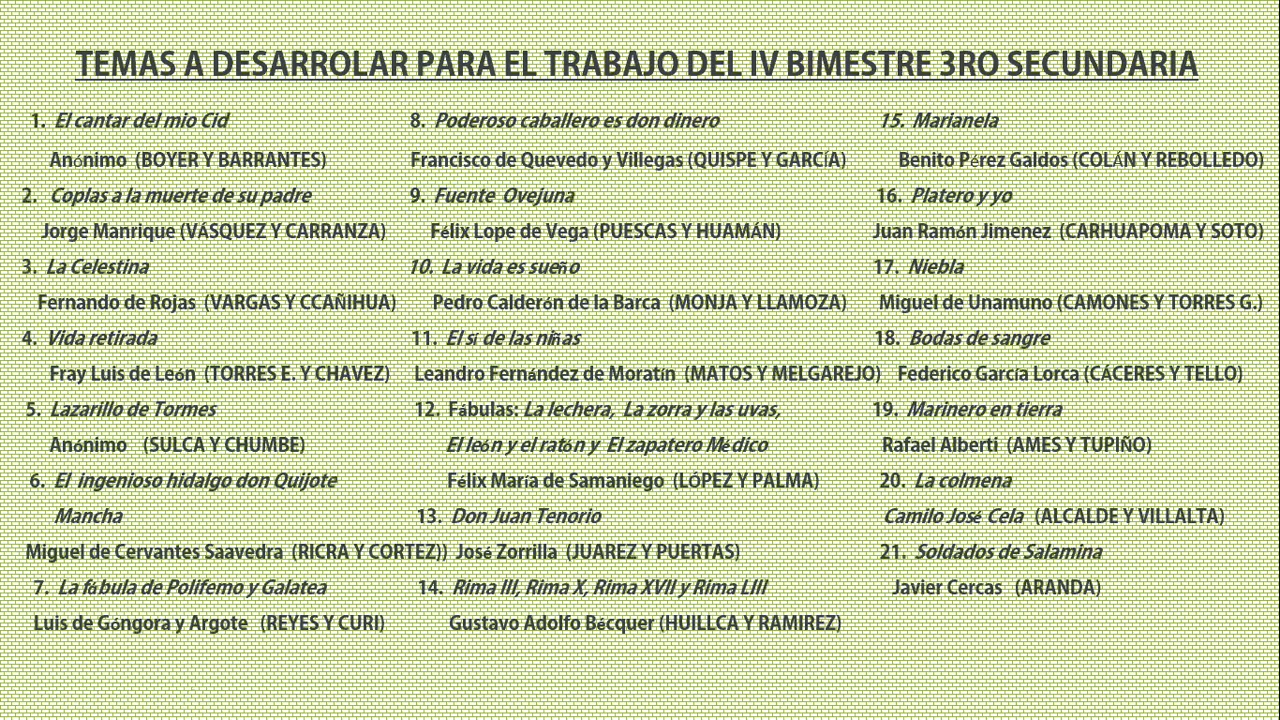 TEMAS A DESARROLAR PARA EL TRABAJO DEL IV BIMESTRE 3RO SECUNDARIA
1. El cantar del mio Cid
Anónimo (BOYER Y BARRANTES)
2. Coplas a la muerte de su padre
Jorge Manrique (VÁSQUEZ Y CARRANZA)
3. La Celestina
Fernando de Rojas (VARGAS Y CCAÑIHUA)
4. Vida retirada
Fray Luis de León (TORRES E. Y CHAVEZ)
5. Lazarillo de Tormes
Anónimo (SULCA Y CHUMBE)
6. El ingenioso hidalgo don Quijote
Mancha
Miguel de Cervantes Saavedra (RICRA Y CORTEZ))
7. La fábula de Polifemo y Galatea
Luis de Góngora y Argote (REYES Y CURI)
8. Poderoso caballero es don dinero
Francisco de Quevedo y Villegas (QUISPE Y GARCÍA)
9. Fuente Ovejuna
Félix Lope de Vega (PUESCAS Y HUAMÁN)
10. La vida es sueño
Pedro Calderón de la Barca (MONJA Y LLAMOZA)
11. El sí de las niñas
Leandro Fernández de Moratín (MATOS Y MELGAREJO)
12. Fábulas: La lechera, La zorra y las uvas,
El león y el ratón y El zapatero Médico
Félix María de Samaniego (LÓPEZ Y PALMA)
13. Don Juan Tenorio
José Zorrilla (JUAREZ Y PUERTAS)
14. Rima III, Rima X, Rima XVII y Rima LIII
Gustavo Adolfo Bécquer (HUILLCA Y RAMIREZ)
15. Marianela
Benito Pérez Galdos (COLÁN Y REBOLLEDO)
16. Platero y yo
Juan Ramón Jimenez (CARHUAPOMA Y SOTO)
17. Niebla
Miguel de Unamuno (CAMONES Y TORRES G.)
18. Bodas de sangre
Federico García Lorca (CÁCERES Y TELLO)
19. Marinero en tierra
Rafael Alberti (AMES Y TUPIÑO)
20. La colmena
Camilo José Cela (ALCALDE Y VILLALTA)
21. Soldados de Salamina
Javier Cercas (ARANDA)